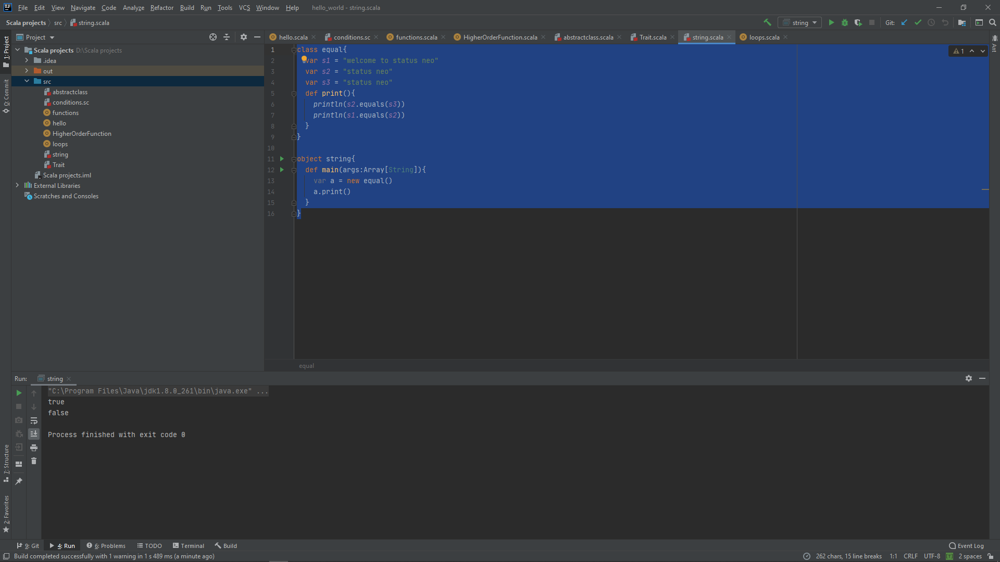 File Edit View Navigate Code Analyze Refactor Build Run Tools VCS Window Help hello_world - string.scala
Scala projects src string.scala
string Git:
1: Project
0: Commit
7: Structure
2: Favorites
Ant
Project
Scala projects D:\Scala projects
.idea
out
src
abstractclass
conditions.sc
functions
hello
HigherOrderFunction
loops
string
Trait
Scala projects.iml
External Libraries
Scratches and Consoles
hello.scala conditions.sc functions.scala HigherOrderFunction.scala abstractclass.scala Trait.scala string.scala loops.scala
1
1 class equal{
2 var s1 = "welcome to status neo"
3 var s2 = "status neo"
4 var s3 = "status neo"
5 def print(){
6 println(s2.equals(s3))
7 println(s1.equals(s2))
8 }
9 }
10
11 object string{
12 def main(args:Array[String]){
13 var a = new equal()
14 a.print()
15 }
16 }
equal
Run: string
"C:\Program Files\Java\jdk1.8.0_261\bin\java.exe" ...
true
false
Process finished with exit code 0
9: Git 4: Run 6: Problems TODO Terminal Build Event Log
Build completed successfully with 1 warning in 1 s 489 ms (a minute ago) 262 chars, 15 line breaks 1:1 CRLF UTF-8 [T] 2 spaces